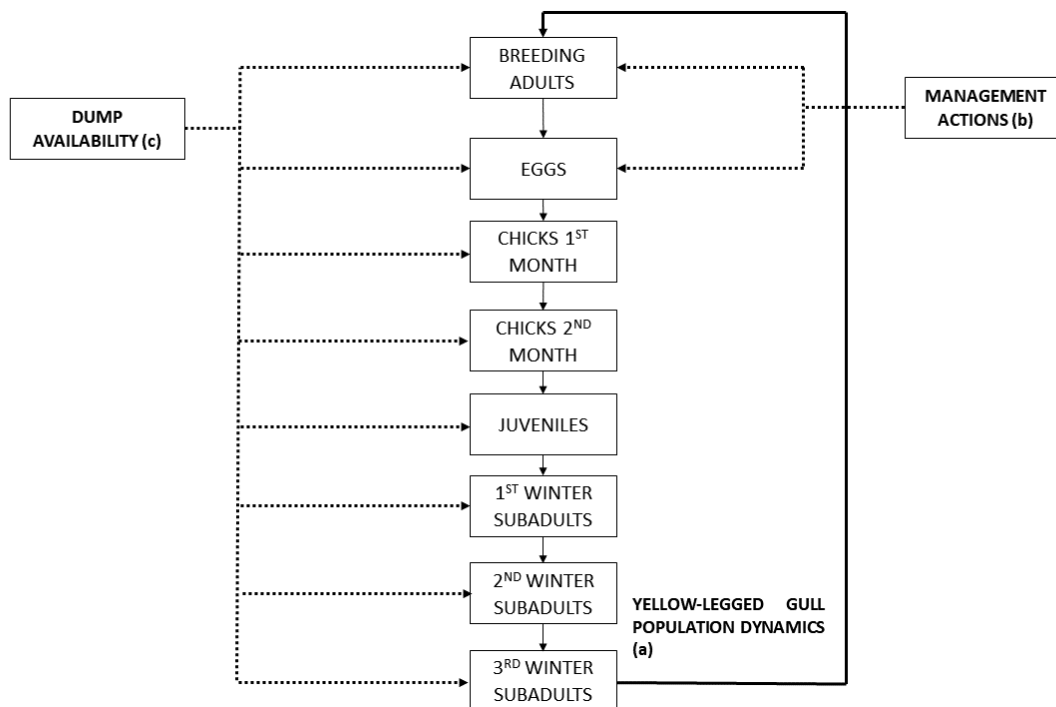 BREEDING
ADULTS
DUMP
AVAILABILITY (c)
MANAGEMENT
ACTIONS (b)
EGGS
CHICKS 1ST
MONTH
CHICKS 2ND
MONTH
JUVENILES
1ST WINTER
SUBADULTS
2ND WINTER
SUBADULTS
YELLOW-LEGGED GULL
POPULATION DYNAMICS
(a)
3RD WINTER
SUBADULTS